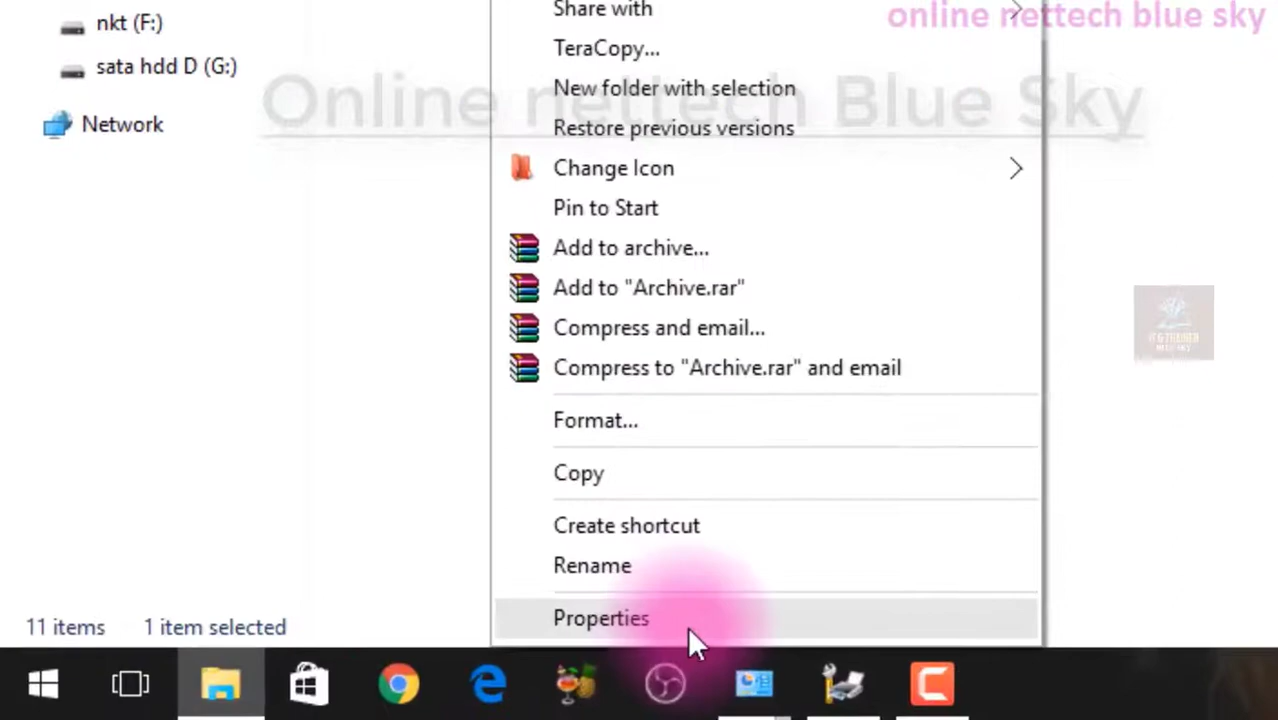 nkt (F:)
sata hdd D (G:)
Network
online nettech blue sky
Online nettech Blue Sky
Share with
TeraCopy...
New folder with selection
Restore previous versions
Change Icon
Pin to Start
Add to archive...
Add to "Archive.rar"
Compress and email...
Compress to "Archive.rar" and email
Format...
Copy
Create shortcut
Rename
Properties
11 items 1 item selected